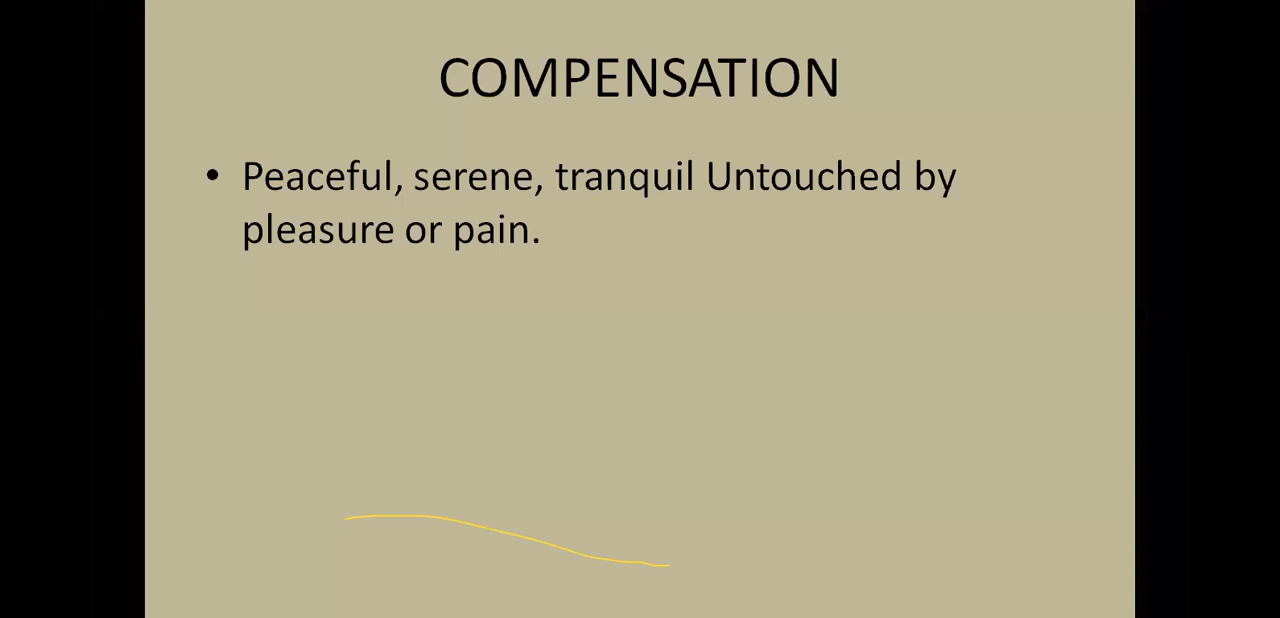 COMPENSATION
• Peaceful, serene, tranquil Untouched by
pleasure or pain.